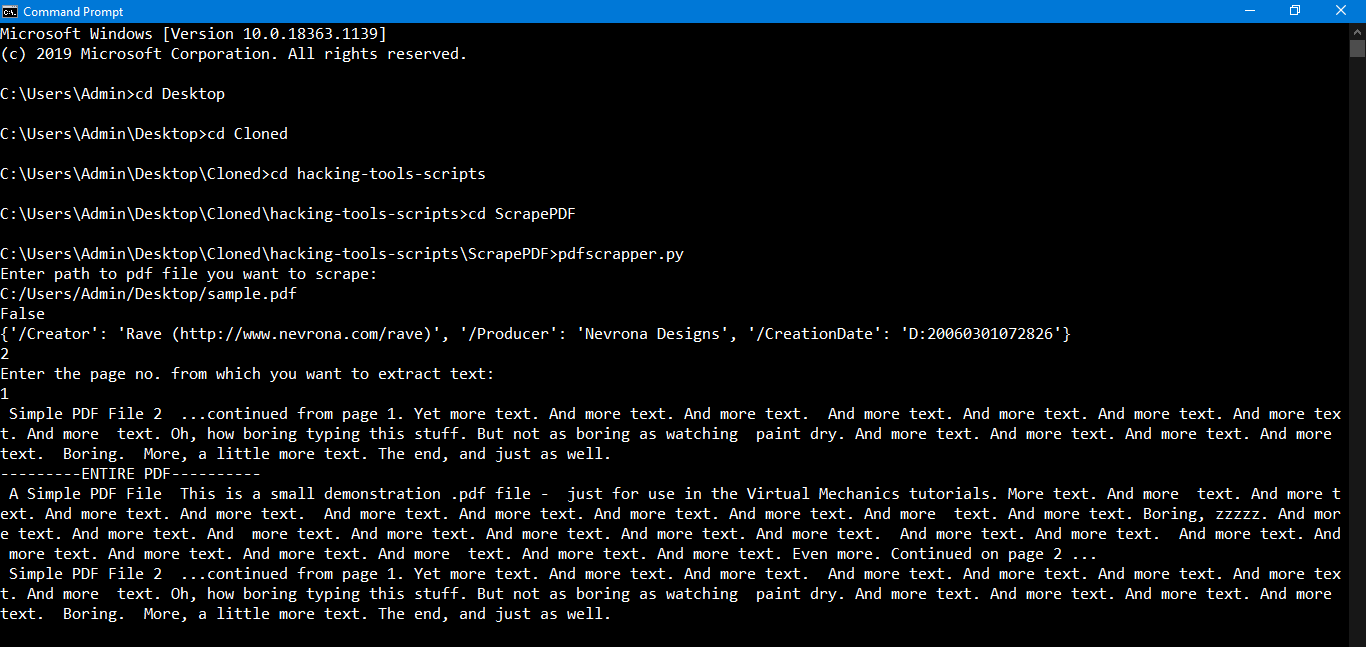 Command Prompt
Microsoft Windows [Version 10.0.18363.1139]
(c) 2019 Microsoft Corporation. All rights reserved.
C:\Users\Admin>cd Desktop
C:\Users\Admin\Desktop>cd Cloned
C:\Users\Admin\Desktop\Cloned>cd hacking-tools-scripts
C:\Users\Admin\Desktop\Cloned\hacking-tools-scripts>cd ScrapePDF
C:\Users\Admin\Desktop\Cloned\hacking-tools-scripts\ScrapePDF>pdfscrapper.py
Enter path to pdf file you want to scrape:
C:/Users/Admin/Desktop/sample.pdf
False
{'/Creator': 'Rave (http://www.nevrona.com/rave)', '/Producer': 'Nevrona Designs', '/CreationDate': 'D:20060301072826'}
2
Enter the page no. from which you want to extract text:
1
 Simple PDF File 2  ...continued from page 1. Yet more text. And more text. And more text.  And more text. And more text. And more text. And more tex
t. And more  text. Oh, how boring typing this stuff. But not as boring as watching  paint dry. And more text. And more text. And more text. And more
text.  Boring.  More, a little more text. The end, and just as well.
---------ENTIRE PDF----------
 A Simple PDF File  This is a small demonstration .pdf file -  just for use in the Virtual Mechanics tutorials. More text. And more  text. And more t
ext. And more text. And more text.  And more text. And more text. And more text. And more text. And more  text. And more text. Boring, zzzzz. And mor
e text. And more text. And  more text. And more text. And more text. And more text. And more text.  And more text. And more text.  And more text. And
 more text. And more text. And more text. And more  text. And more text. And more text. Even more. Continued on page 2 ...
 Simple PDF File 2  ...continued from page 1. Yet more text. And more text. And more text.  And more text. And more text. And more text. And more tex
t. And more  text. Oh, how boring typing this stuff. But not as boring as watching  paint dry. And more text. And more text. And more text. And more
text.  Boring.  More, a little more text. The end, and just as well.